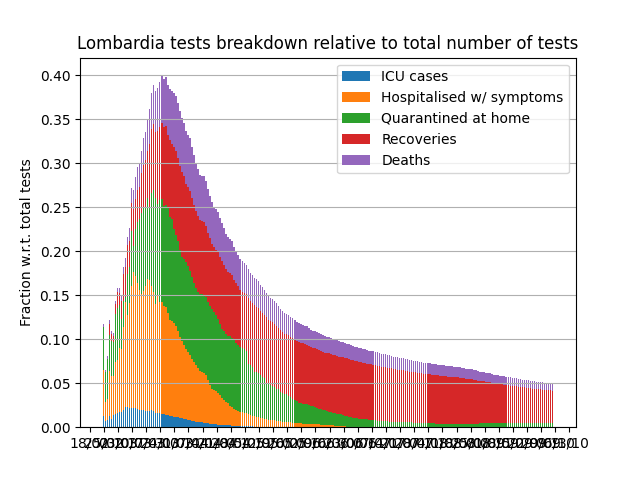 Lombardia tests breakdown relative to total number of tests
ICU cases
Hospitalised w/ symptoms
Quarantined at home
Recoveries
Deaths
Fraction w.r.t. total tests
0.40
0.35
0.30
0.25
0.20
0.15
0.10
0.05
0.00